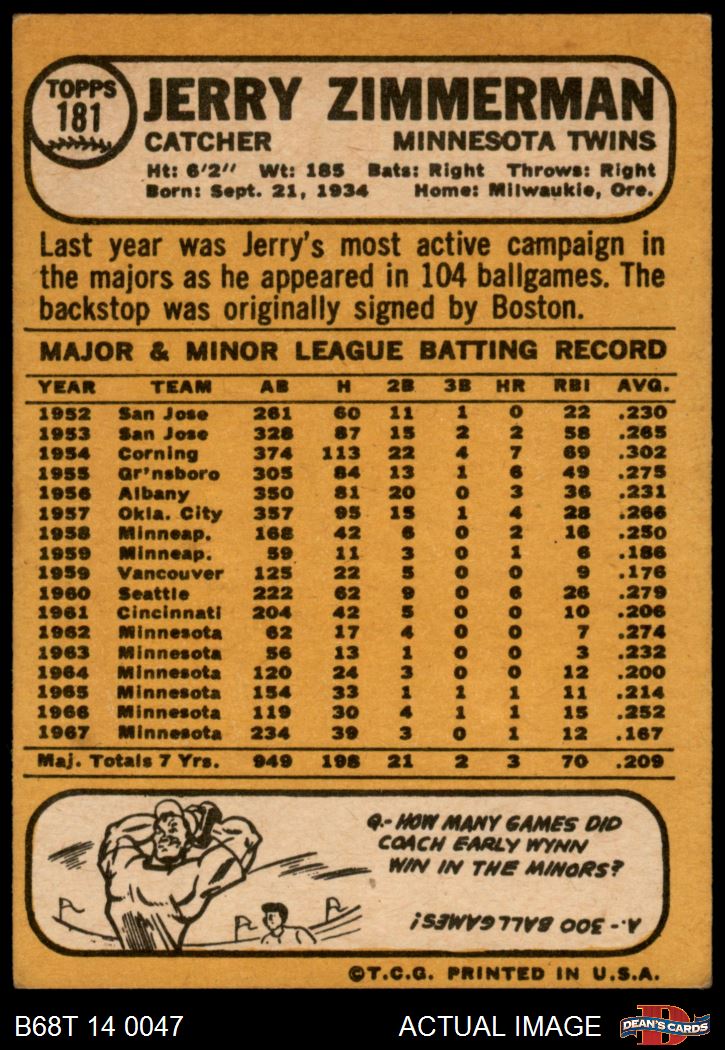 TOPPS
181
JERRY ZIMMERMAN
CATCHER MINNESOTA TWINS
Ht: 6'2" Wt: 185 Bats: Right Throws: Right
Born: Sept. 21, 1934 Home: Milwaukie, Ore.
Last year was Jerry's most active campaign in
the majors as he appeared in 104 ballgames. The
backstop was originally signed by Boston.
MAJOR & MINOR LEAGUE BATTING RECORD
YEAR TEAM AB H 2B 3B HR RBI AVG.
1952 San Jose 261 60 11 1 0 22 .230
1953 San Jose 328 87 15 2 2 58 .265
1954 Corning 374 113 22 4 7 69 .302
1955 Gr'nsboro 305 84 13 1 6 49 .275
1956 Albany 350 81 20 0 3 36 .231
1957 Okla. City 357 95 15 1 4 28 .266
1958 Minneap. 168 42 6 0 2 16 .250
1959 Minneap. 59 11 3 0 1 6 .186
1959 Vancouver 125 22 5 0 0 9 .176
1960 Seattle 222 62 9 0 6 26 .279
1961 Cincinnati 204 42 5 0 0 10 .206
1962 Minnesota 62 17 4 0 0 7 .274
1963 Minnesota 56 13 1 0 0 3 .232
1964 Minnesota 120 24 3 0 0 12 .200
1965 Minnesota 154 33 1 1 1 11 .214
1966 Minnesota 119 30 4 1 1 15 .252
1967 Minnesota 234 39 3 0 1 12 .167
Maj. Totals 7 Yrs. 949 198 21 2 3 70 .209
Q.- HOW MANY GAMES DID
COACH EARLY WYNN
WIN IN THE MINORS?
A.- 300 BALL GAMES!
©T.C.G. PRINTED IN U.S.A.
B68T 14 0047 ACTUAL IMAGE
D
DEAN'S CARDS